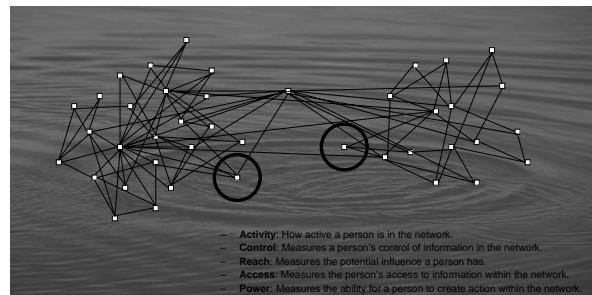 – Activity: How active a person is in the network.
– Control: Measures a person's control of information in the network.
– Reach: Measures the potential influence a person has.
– Access: Measures the person's access to information within the network.
– Power: Measures the ability for a person to create action within the network.